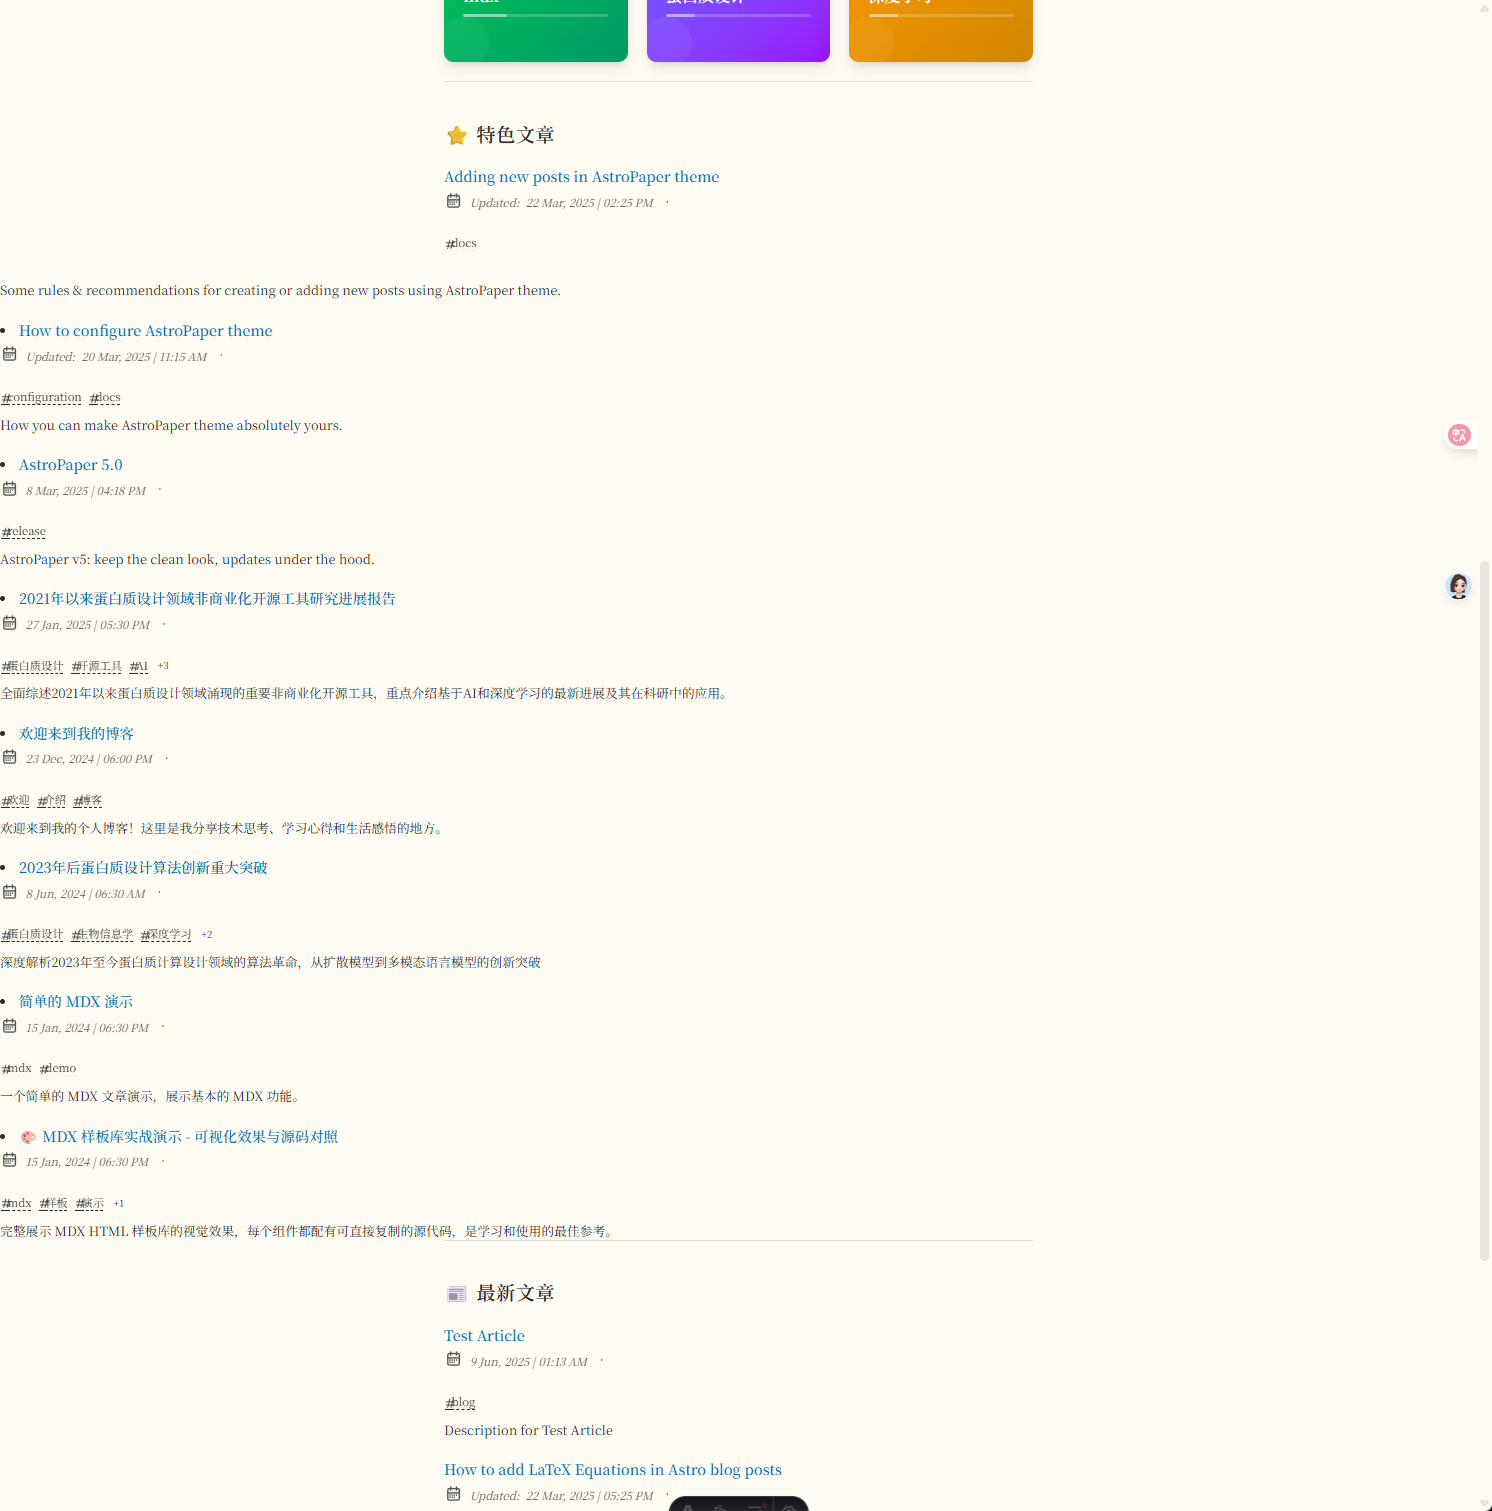 ⭐ 特色文章
Adding new posts in AstroPaper theme
Updated: 22 Mar, 2025 | 02:25 PM ·
#docs
Some rules & recommendations for creating or adding new posts using AstroPaper theme.
• How to configure AstroPaper theme
Updated: 20 Mar, 2025 | 11:15 AM ·
#configuration #docs
How you can make AstroPaper theme absolutely yours.
• AstroPaper 5.0
8 Mar, 2025 | 04:18 PM ·
#release
AstroPaper v5: keep the clean look, updates under the hood.
• 2021年以来蛋白质设计领域非商业化开源工具研究进展报告
27 Jan, 2025 | 05:30 PM ·
#蛋白质设计 #开源工具 #AI +3
全面综述2021年以来蛋白质设计领域涌现的重要非商业化开源工具，重点介绍基于AI和深度学习的最新进展及其在科研中的应用。
• 欢迎来到我的博客
23 Dec, 2024 | 06:00 PM ·
#欢迎 #介绍 #博客
欢迎来到我的个人博客！这里是我分享技术思考、学习心得和生活感悟的地方。
• 2023年后蛋白质设计算法创新重大突破
8 Jun, 2024 | 06:30 AM ·
#蛋白质设计 #生物信息学 #深度学习 +2
深度解析2023年至今蛋白质计算设计领域的算法革命，从扩散模型到多模态语言模型的创新突破
• 简单的 MDX 演示
15 Jan, 2024 | 06:30 PM ·
#mdx #demo
一个简单的 MDX 文章演示，展示基本的 MDX 功能。
• 🎨 MDX 样板库实战演示 - 可视化效果与源码对照
15 Jan, 2024 | 06:30 PM ·
#mdx #样板 #演示 +1
完整展示 MDX HTML 样板库的视觉效果，每个组件都配有可直接复制的源代码，是学习和使用的最佳参考。
📰 最新文章
Test Article
9 Jun, 2025 | 01:13 AM ·
#blog
Description for Test Article
How to add LaTeX Equations in Astro blog posts
Updated: 22 Mar, 2025 | 05:25 PM ·